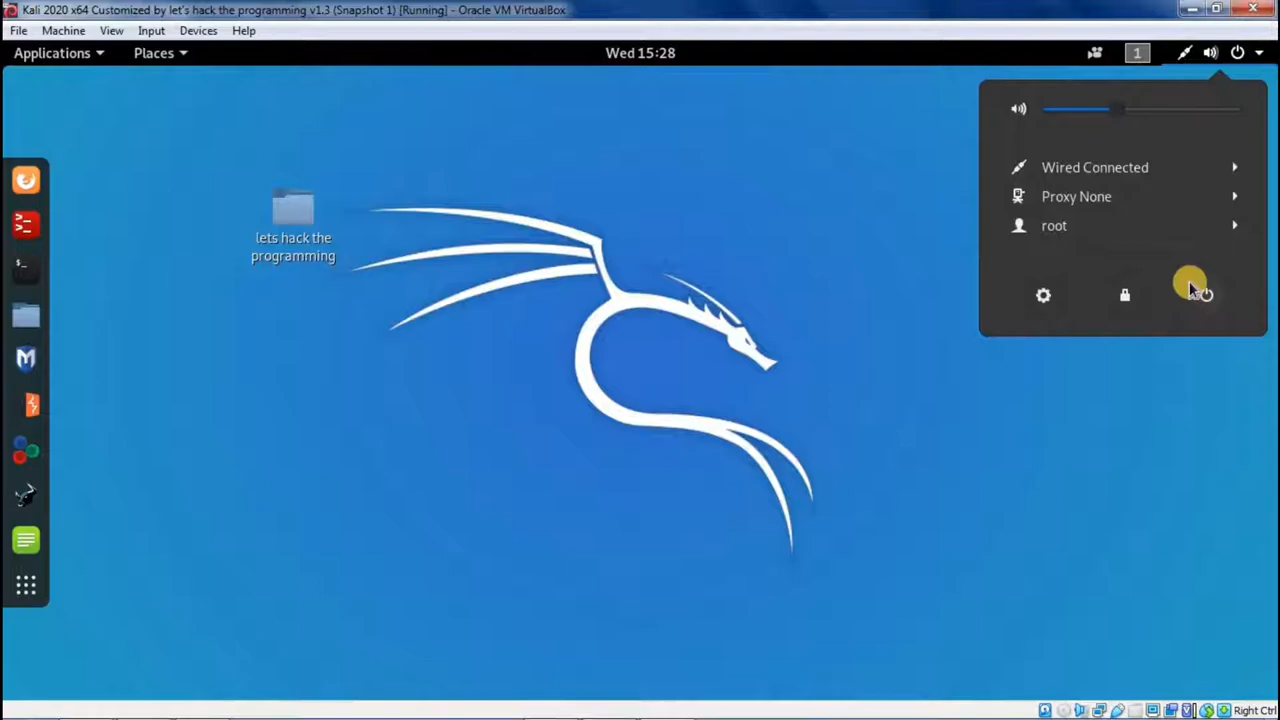 Kali 2020 x64 Customized by let's hack the programming v1.3 (Snapshot 1) [Running] - Oracle VM VirtualBox
File Machine View Input Devices Help
Applications Places Wed 15:28 1
Wired Connected
Proxy None
root
lets hack the
programming
Right Ctrl